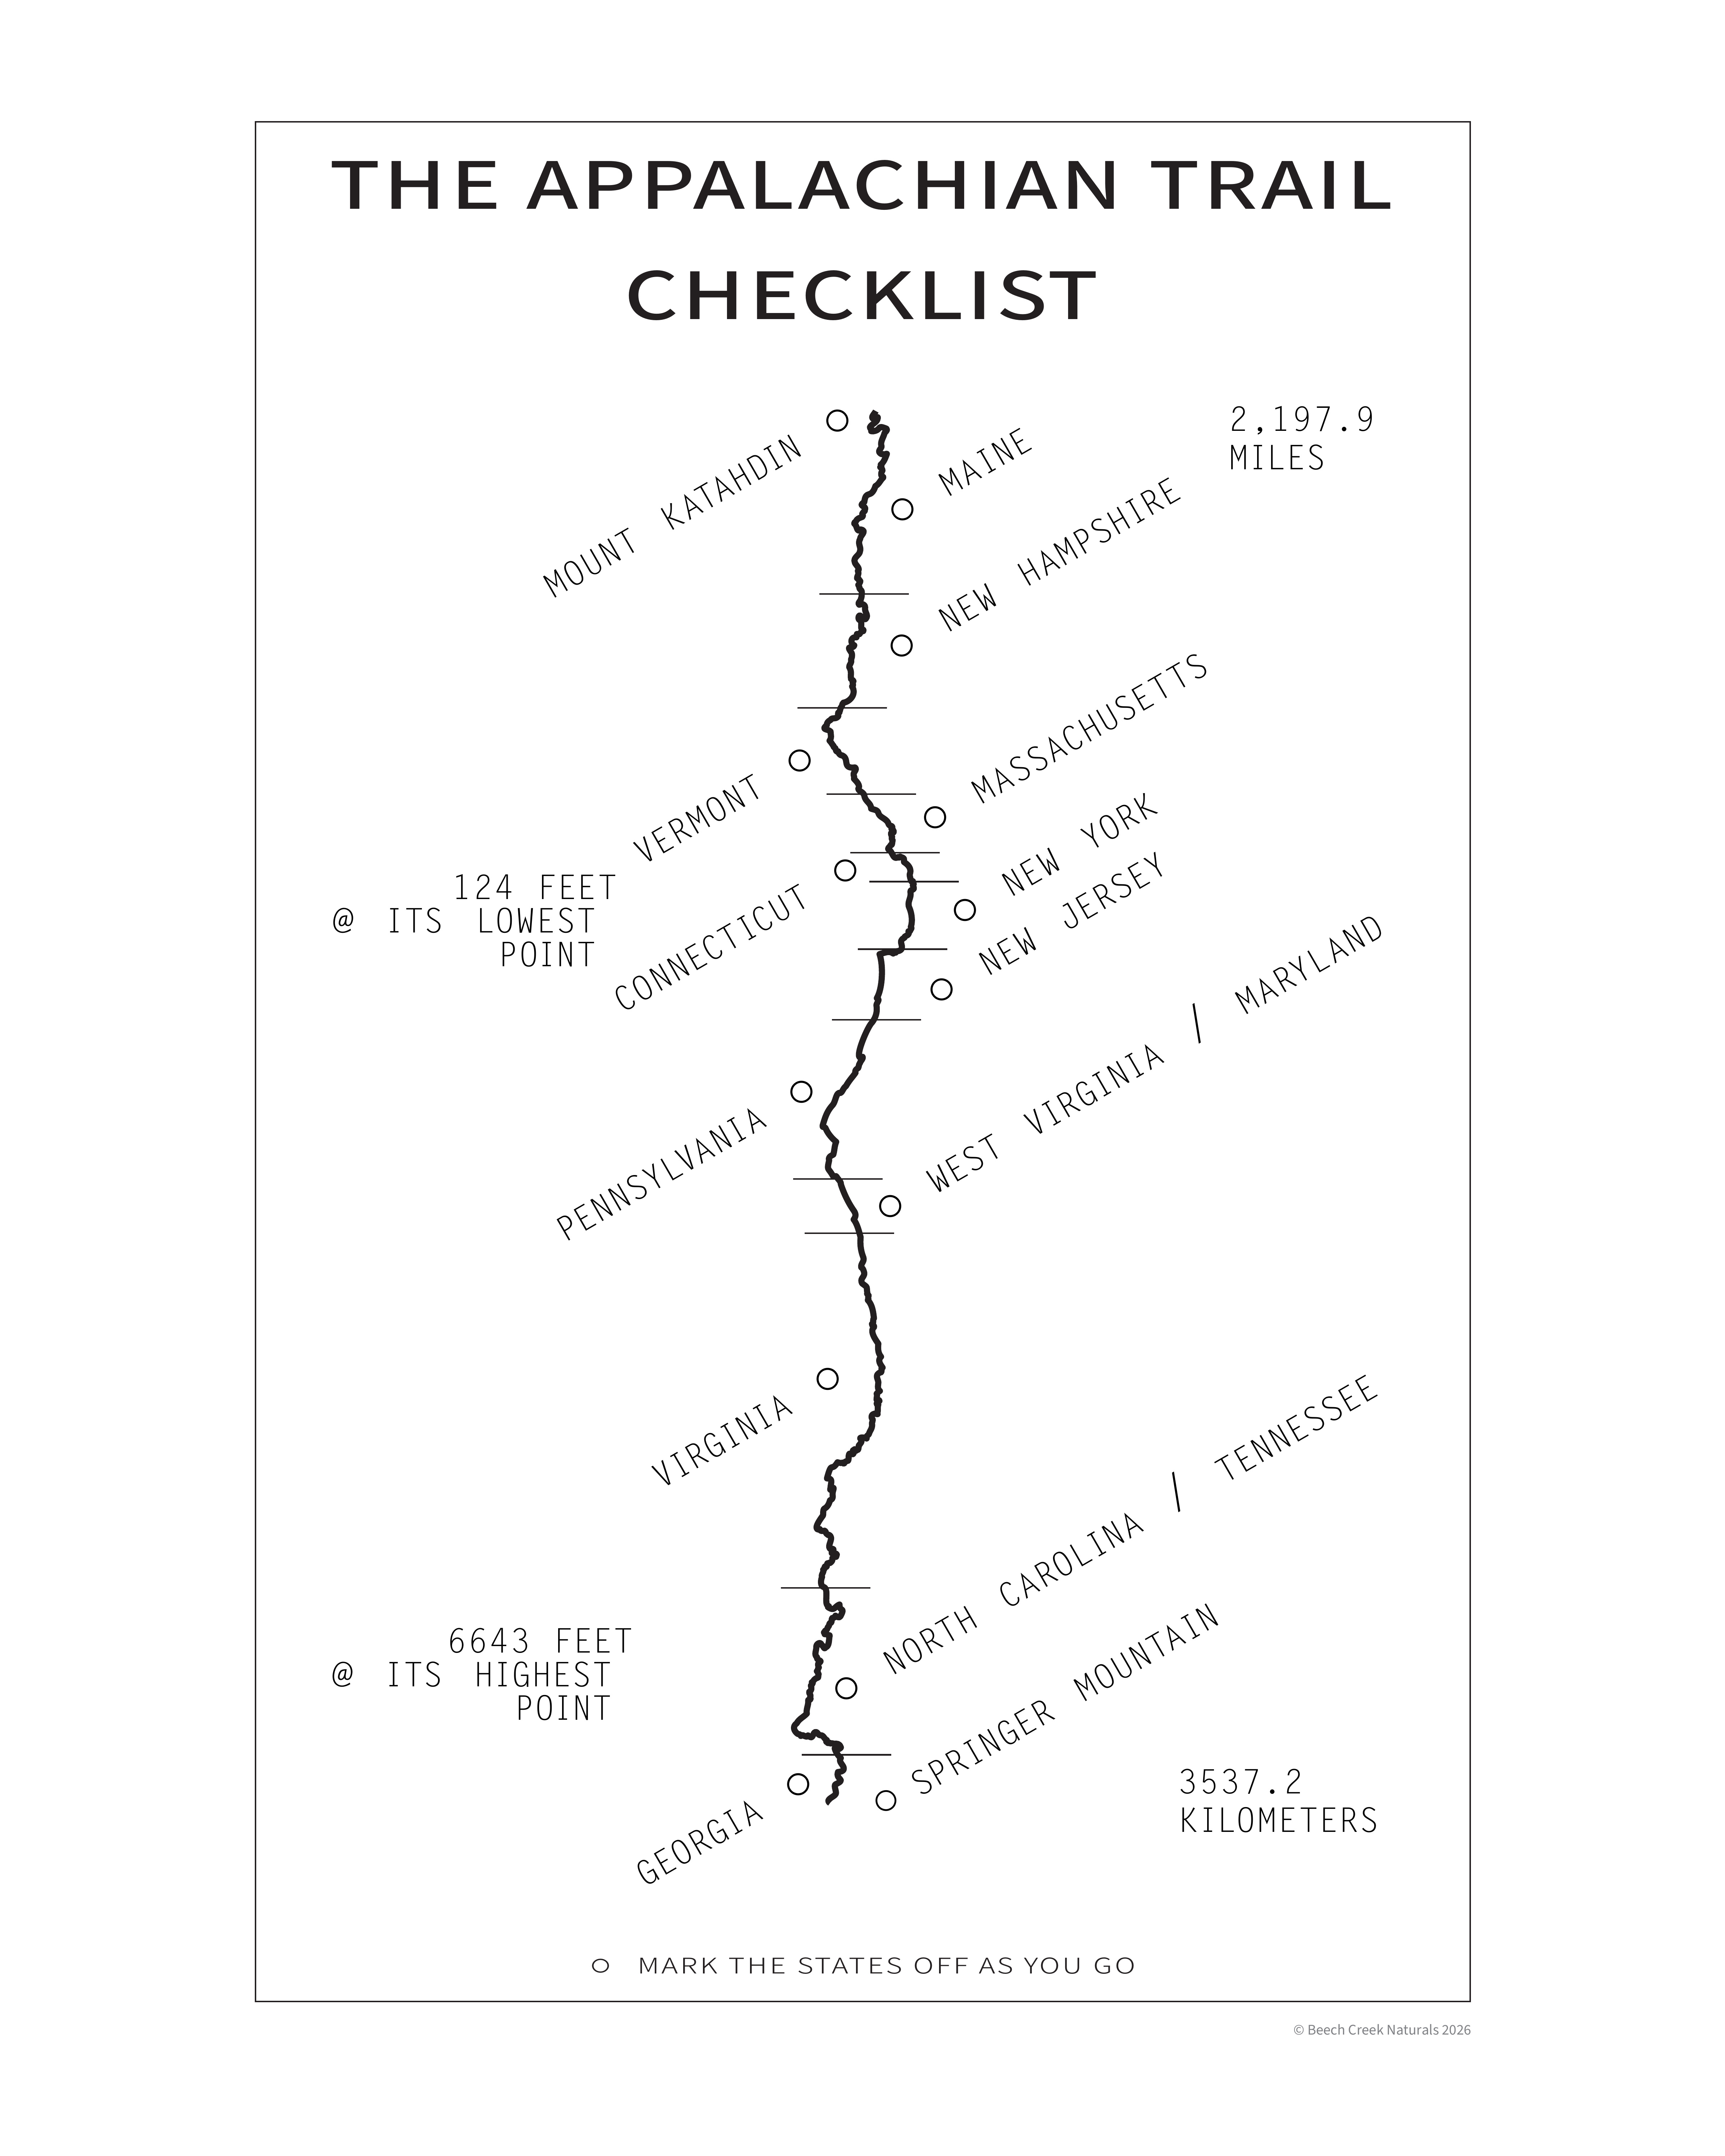 THE APPALACHIAN TRAIL
CHECKLIST
2,197.9
MILES
MOUNT KATAHDIN
MAINE
NEW HAMPSHIRE
VERMONT
MASSACHUSETTS
124 FEET
@ ITS LOWEST
POINT
CONNECTICUT
NEW YORK
NEW JERSEY
PENNSYLVANIA
WEST VIRGINIA / MARYLAND
VIRGINIA
NORTH CAROLINA / TENNESSEE
6643 FEET
@ ITS HIGHEST
POINT
SPRINGER MOUNTAIN
GEORGIA
3537.2
KILOMETERS
MARK THE STATES OFF AS YOU GO
© Beech Creek Naturals 2026